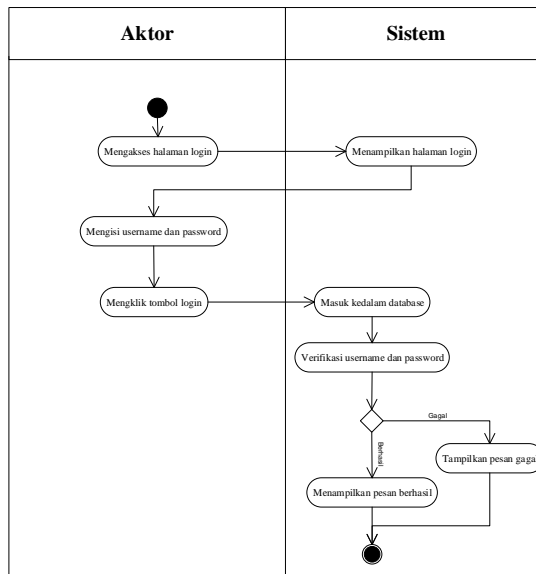 Aktor
Sistem
Mengakses halaman login
Menampilkan halaman login
Mengisi username dan password
Mengklik tombol login
Masuk kedalam database
Verifikasi username dan password
Gagal
Berhasil
Tampilkan pesan gagal
Menampilkan pesan berhasil